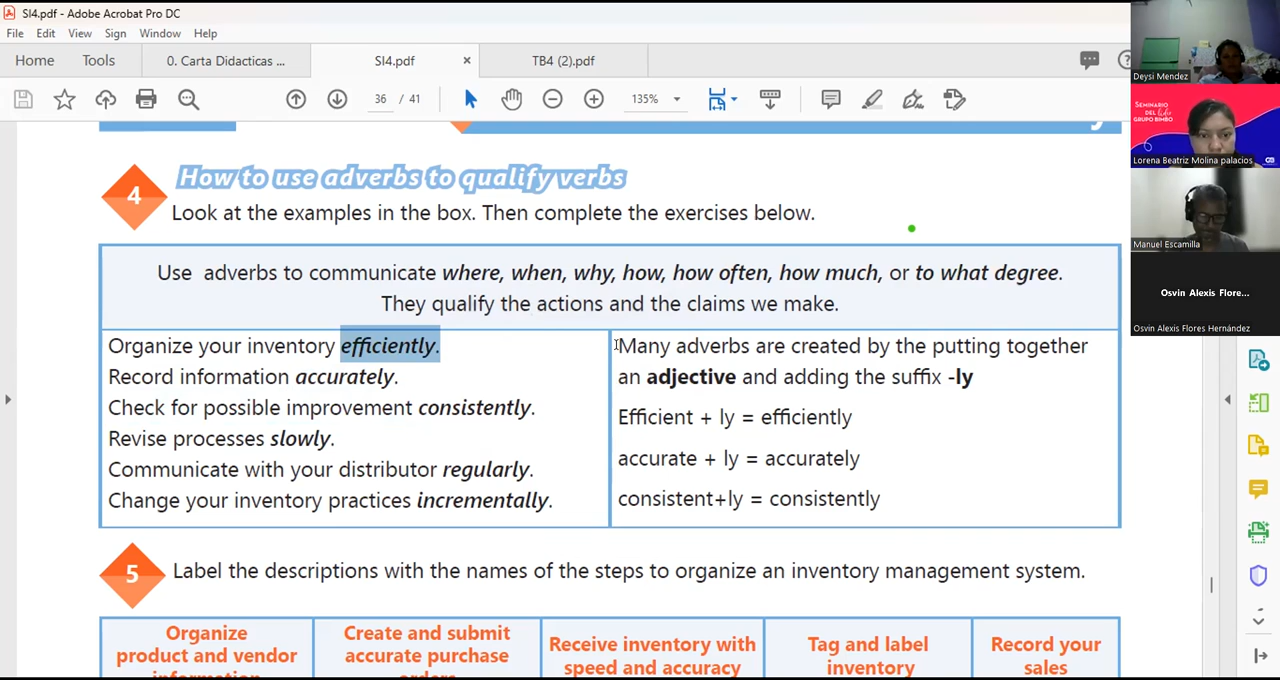 SI4.pdf - Adobe Acrobat Pro DC
File Edit View Sign Window Help
Home Tools 0. Carta Didacticas ... SI4.pdf × TB4 (2).pdf
36 / 41 135%
4 How to use adverbs to qualify verbs
Look at the examples in the box. Then complete the exercises below.
Use adverbs to communicate where, when, why, how, how often, how much, or to what degree.
They qualify the actions and the claims we make.
Organize your inventory efficiently.
Record information accurately.
Check for possible improvement consistently.
Revise processes slowly.
Communicate with your distributor regularly.
Change your inventory practices incrementally.
Many adverbs are created by the putting together
an adjective and adding the suffix -ly
Efficient + ly = efficiently
accurate + ly = accurately
consistent+ly = consistently
5 Label the descriptions with the names of the steps to organize an inventory management system.
Organize
product and vendor
information
Create and submit
accurate purchase
orders
Receive inventory with
speed and accuracy
Tag and label
inventory
Record your
sales
Deysi Mendez
SEMINARIO
DEL
GRUPO BIMBO
Lorena Beatriz Molina palacios
Manuel Escamilla
Osvin Alexis Flore...
Osvin Alexis Flores Hernández